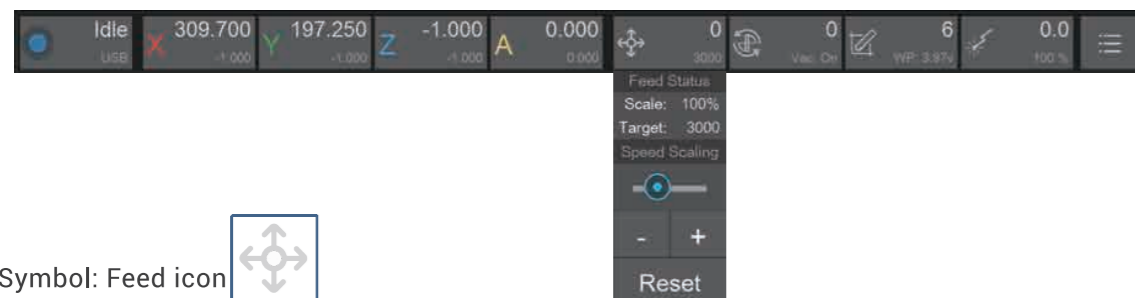 Idle X 309.700 Y 197.250 Z -1.000 A 0.000 0 0 6 0.0
USB -1.000 -1.000 -1.000 0.000 3000 Vac. On WP: 3.97v 100 %
Feed Status
Scale: 100%
Target: 3000
Speed Scaling
- +
Symbol: Feed icon
Reset